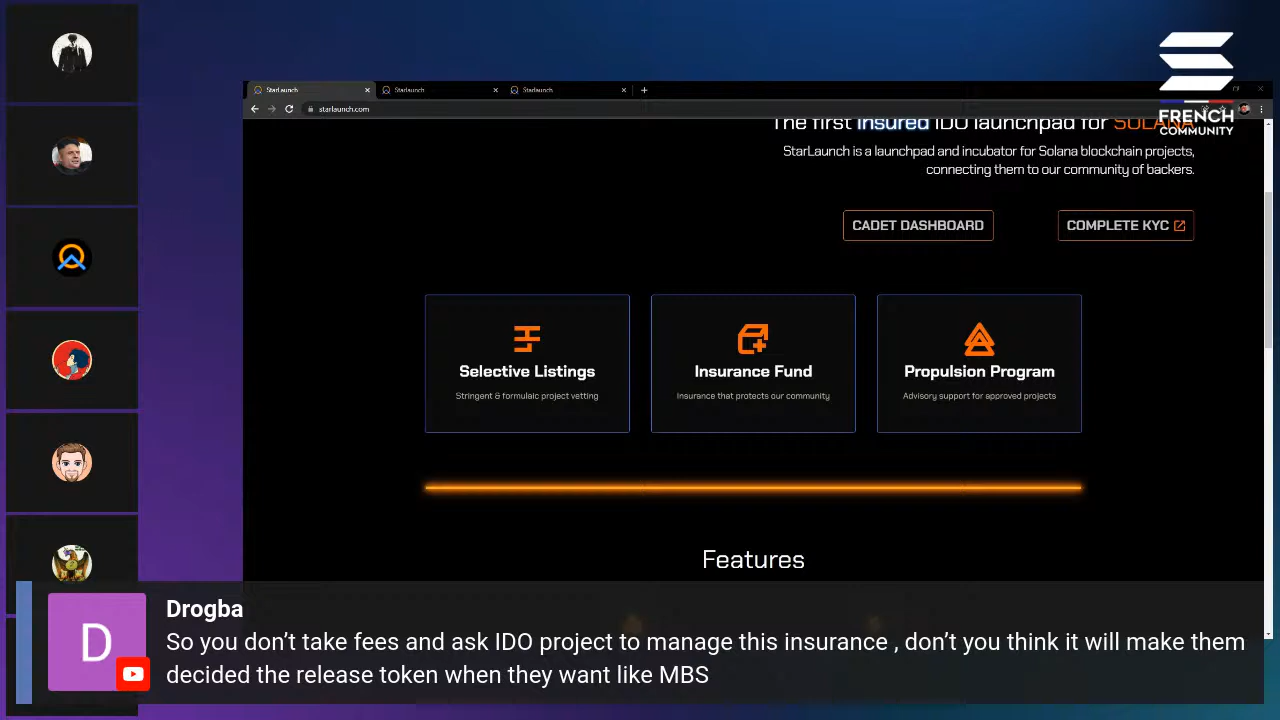 StarLaunch
StarLaunch
StarLaunch
starlaunch.com
The first insured IDO launchpad for SOLANA
StarLaunch is a launchpad and incubator for Solana blockchain projects,
connecting them to our community of backers.
FRENCH
COMMUNITY
CADET DASHBOARD
COMPLETE KYC
Selective Listings
Stringent & formulaic project vetting
Insurance Fund
Insurance that protects our community
Propulsion Program
Advisory support for approved projects
Features
D
Drogba
So you don’t take fees and ask IDO project to manage this insurance , don’t you think it will make them
decided the release token when they want like MBS